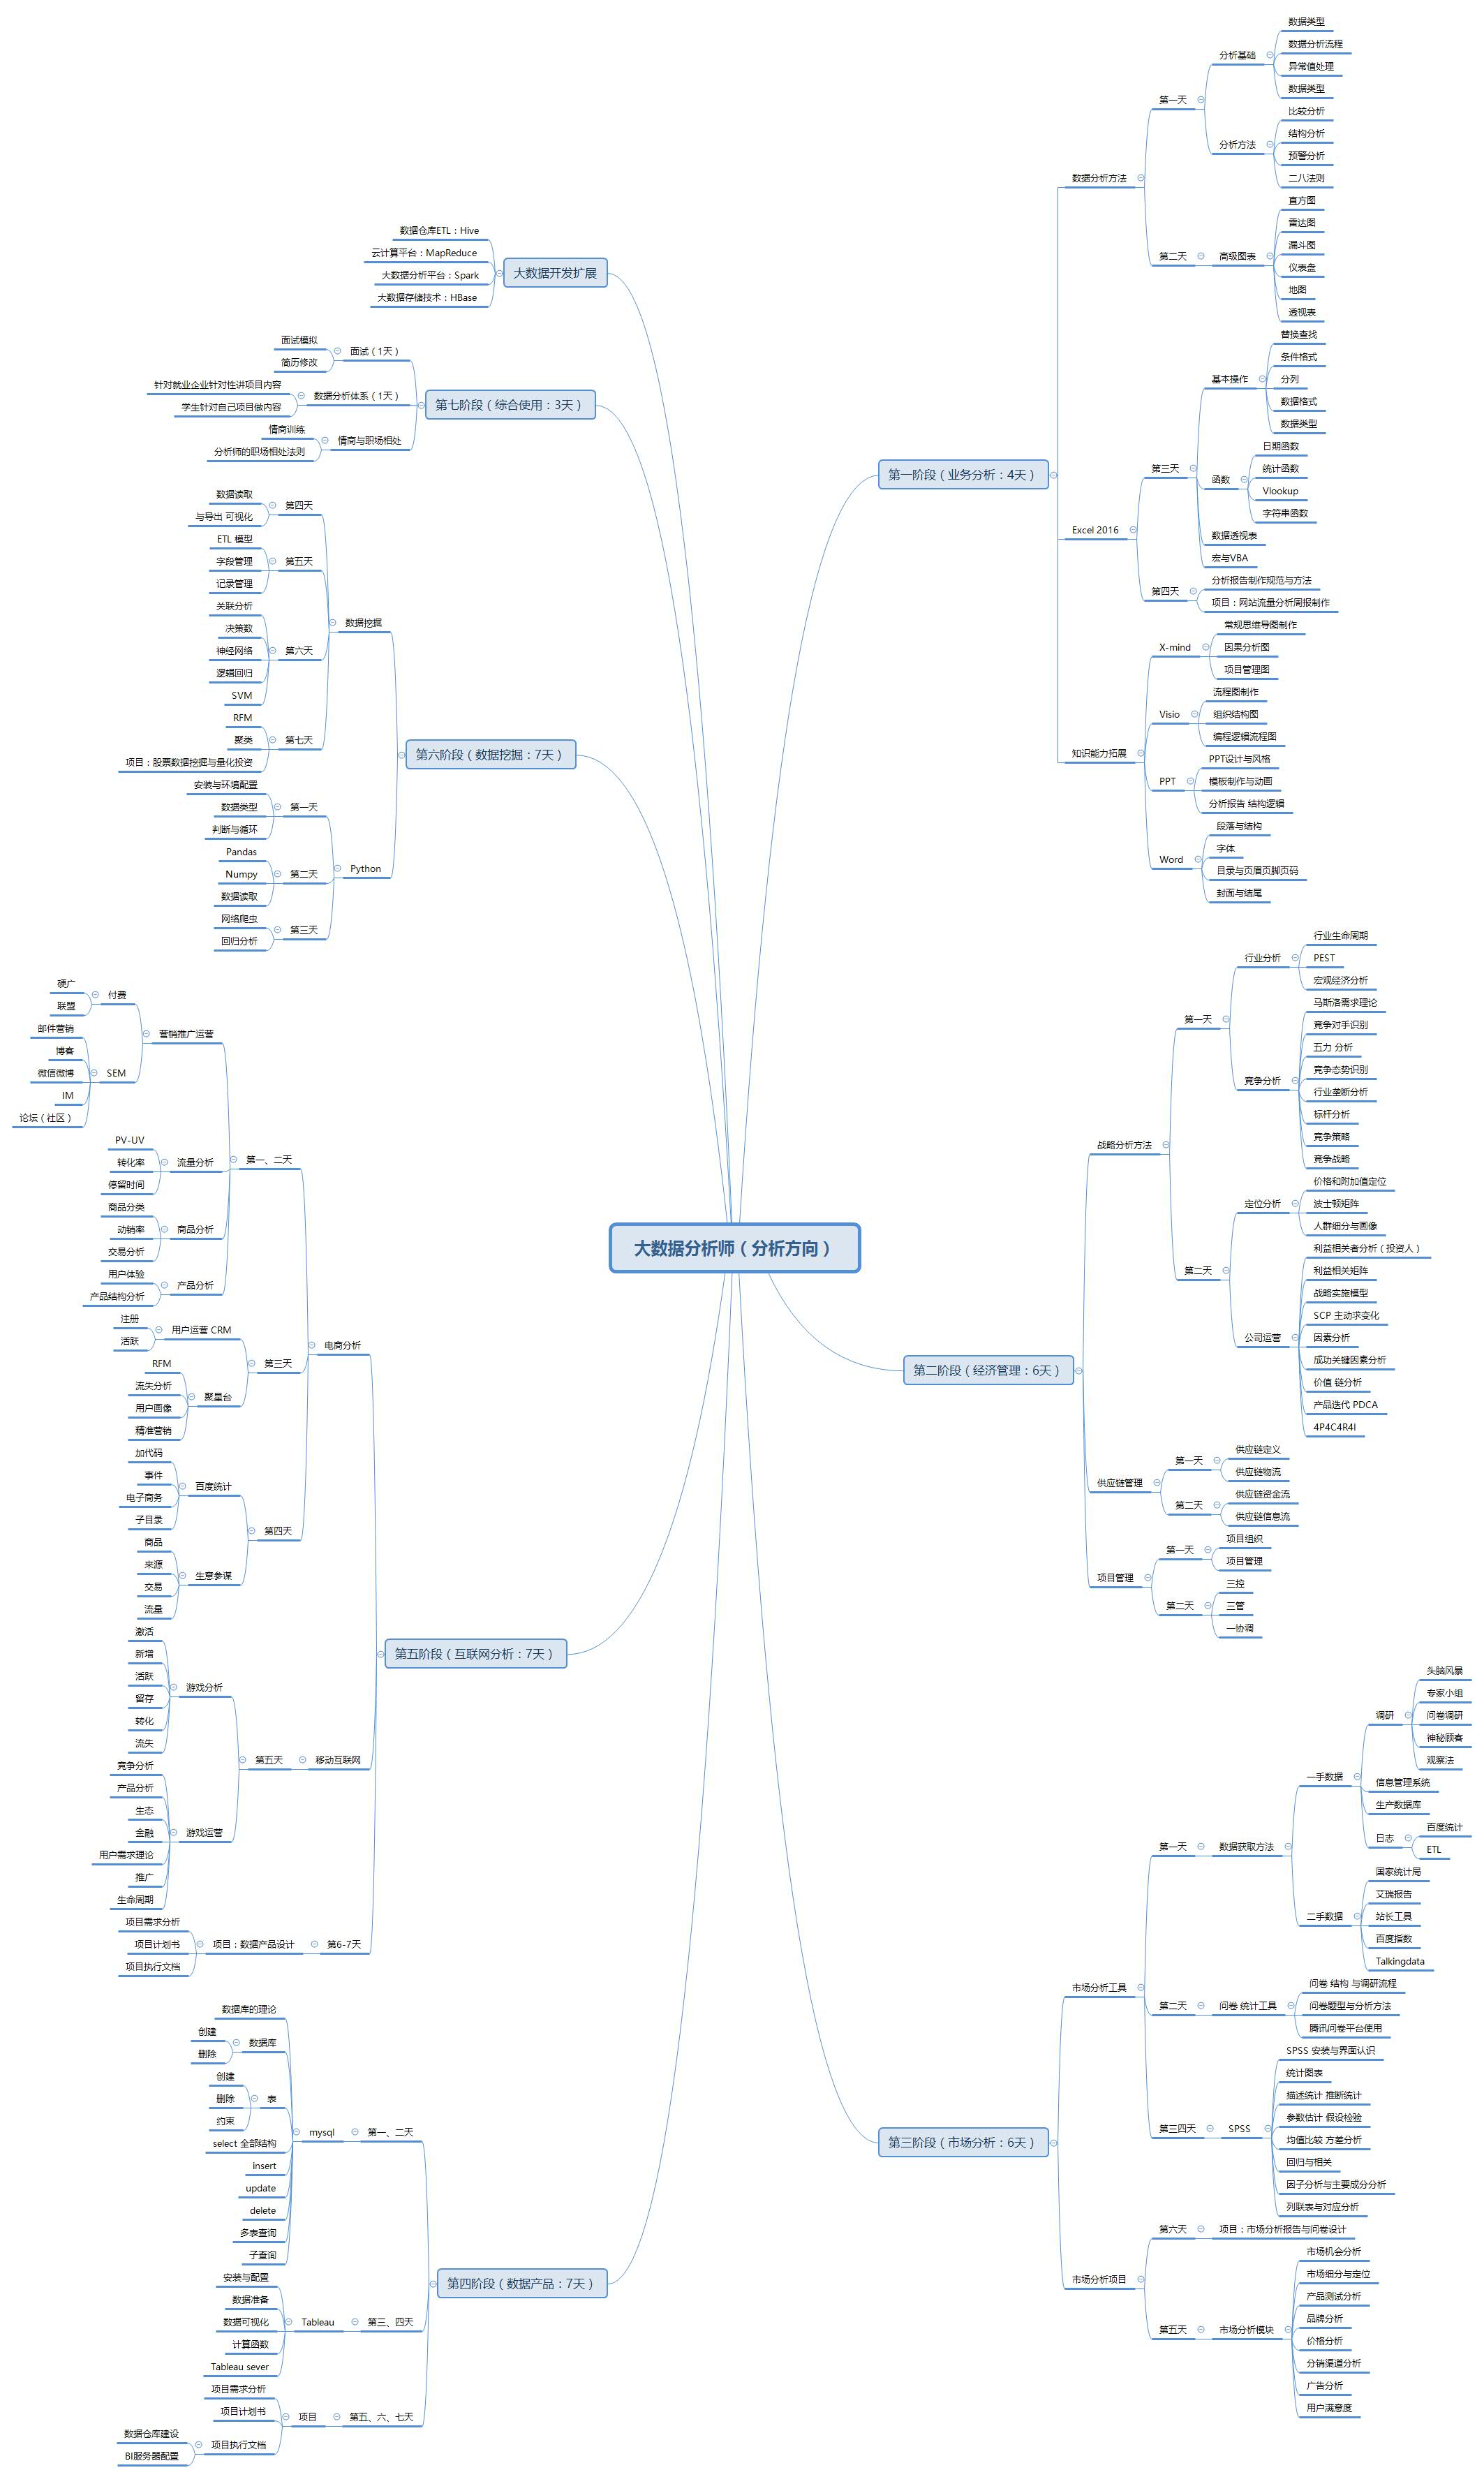 大数据分析师（分析方向）
第一阶段（业务分析：4天）
数据分析方法
第一天
分析基础
数据类型
数据分析流程
异常值处理
数据类型
分析方法
比较分析
结构分析
预警分析
二八法则
第二天
高级图表
直方图
雷达图
漏斗图
仪表盘
地图
透视表
Excel 2016
第三天
基本操作
替换查找
条件格式
分列
数据格式
数据类型
函数
日期函数
统计函数
Vlookup
字符串函数
数据透视表
宏与VBA
第四天
分析报告制作规范与方法
项目：网站流量分析周报制作
知识能力拓展
X-mind
常规思维导图制作
因果分析图
项目管理图
Visio
流程图制作
组织结构图
编程逻辑流程图
PPT
PPT设计与风格
模板制作与动画
分析报告 结构逻辑
Word
段落与结构
字体
目录与页眉页脚页码
封面与结尾
第二阶段（经济管理：6天）
战略分析方法
第一天
行业分析
行业生命周期
PEST
宏观经济分析
竟争分析
马斯洛需求理论
竟争对手识别
五力 分析
竟争态势识别
行业垄断分析
标杆分析
竟争策略
竟争战略
第二天
定位分析
价格和附加值定位
波士顿矩阵
人群细分与画像
公司运营
利益相关者分析（投资人）
利益相关矩阵
战略实施模型
SCP 主动求变化
因素分析
成功关键因素分析
价值 链分析
产品迭代 PDCA
4P4C4R4I
供应链管理
第一天
供应链定义
供应链物流
第二天
供应链资金流
供应链信息流
项目管理
第一天
项目组织
项目管理
第二天
三控
三管
一协调
第三阶段（市场分析：6天）
市场分析工具
第一天
数据获取方法
一手数据
调研
头脑风暴
专家小组
问卷调研
神秘顾客
观察法
信息管理系统
生产数据库
日志
百度统计
ETL
二手数据
国家统计局
艾瑞报告
站长工具
百度指数
Talkingdata
第二天
问卷 统计工具
问卷 结构 与调研流程
问卷题型与分析方法
腾讯问卷平台使用
第三四天
SPSS
SPSS 安装与界面认识
统计图表
描述统计 推断统计
参数估计 假设检验
均值比较 方差分析
回归与相关
因子分析与主要成分分析
列联表与对应分析
市场分析项目
第六天
项目：市场分析报告与问卷设计
第五天
市场分析模块
市场机会分析
市场细分与定位
产品测试分析
品牌分析
价格分析
分销渠道分析
广告分析
用户满意度
大数据开发扩展
数据仓库ETL：Hive
云计算平台：MapReduce
大数据分析平台：Spark
大数据存储技术：HBase
第七阶段（综合使用：3天）
面试（1天）
面试模拟
简历修改
数据分析体系（1天）
针对就业企业针对性讲项目内容
学生针对自己项目做内容
情商与职场相处
情商训练
分析师的职场相处法则
第六阶段（数据挖掘：7天）
数据挖掘
第四天
数据读取
与导出 可视化
第五天
ETL 模型
字段管理
记录管理
第六天
关联分析
决策数
神经网络
逻辑回归
SVM
第七天
RFM
聚类
项目：股票数据挖掘与量化投资
Python
第一天
安装与环境配置
数据类型
判断与循环
第二天
Pandas
Numpy
数据读取
第三天
网络爬虫
回归分析
第五阶段（互联网分析：7天）
电商分析
第一、二天
营销推广运营
付费
硬广
联盟
SEM
邮件营销
博客
微信微博
IM
论坛（社区）
流量分析
PV-UV
转化率
停留时间
商品分析
商品分类
动销率
交易分析
产品分析
用户体验
产品结构分析
第三天
用户运营 CRM
注册
活跃
聚星台
RFM
流失分析
用户画像
精准营销
第四天
百度统计
加代码
事件
电子商务
子目录
生意参谋
商品
来源
交易
流量
移动互联网
第五天
游戏分析
激活
新增
活跃
留存
转化
流失
游戏运营
竟争分析
产品分析
生态
金融
用户需求理论
推广
生命周期
第6-7天
项目：数据产品设计
项目需求分析
项目计划书
项目执行文档
第四阶段（数据产品：7天）
第一、二天
mysql
数据库的理论
数据库
创建
删除
表
创建
删除
约束
select 全部结构
insert
update
delete
多表查询
子查询
第三、四天
Tableau
安装与配置
数据准备
数据可视化
计算函数
Tableau sever
第五、六、七天
项目
项目需求分析
项目计划书
项目执行文档
数据仓库建设
BI服务器配置